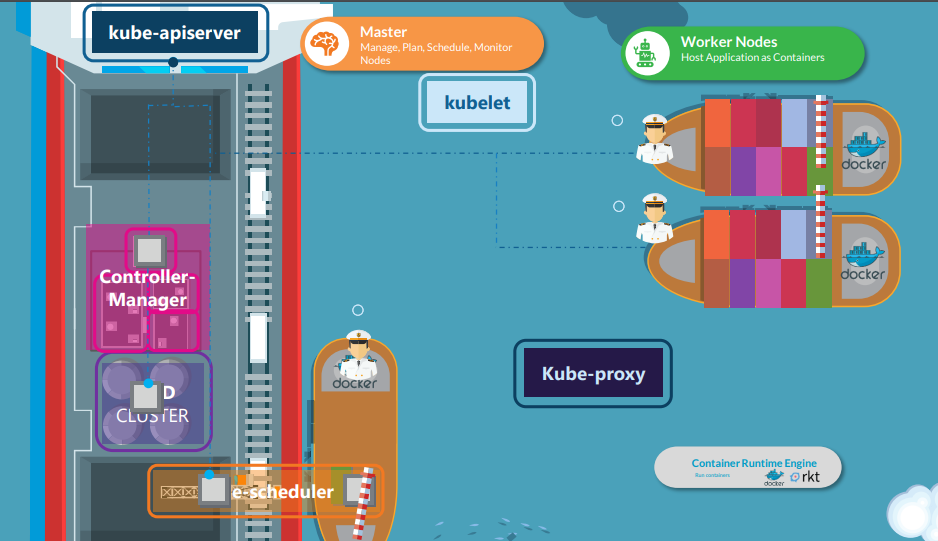 kube-apiserver
Master
Manage, Plan, Schedule, Monitor
Nodes
Worker Nodes
Host Application as Containers
kubelet
docker
docker
Controller-
Manager
Kube-proxy
docker
D
CLUSTER
Container Runtime Engine
Run containers
docker
rkt
e-scheduler
docker